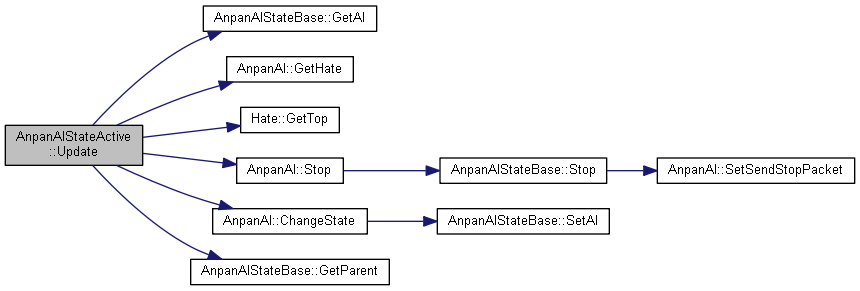 AnpanAIStateBase::GetAI
AnpanAI::GetHate
Hate::GetTop
AnpanAIStateActive
::Update
AnpanAI::Stop
AnpanAIStateBase::Stop
AnpanAI::SetSendStopPacket
AnpanAI::ChangeState
AnpanAIStateBase::SetAI
AnpanAIStateBase::GetParent